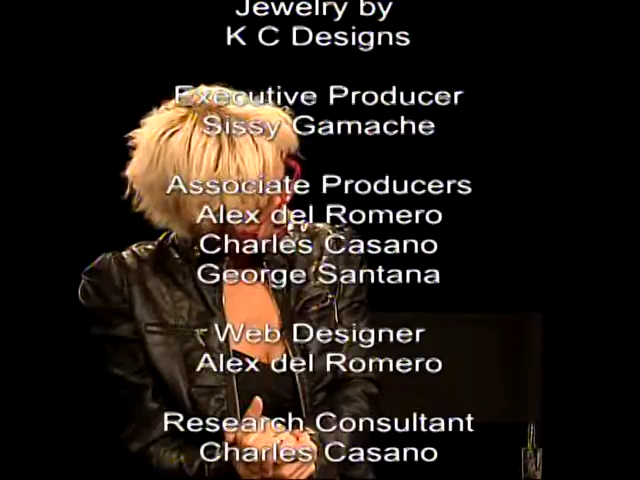 Jewelry by
K C Designs
Executive Producer
Sissy Gamache
Associate Producers
Alex del Romero
Charles Casano
George Santana
Web Designer
Alex del Romero
Research Consultant
Charles Casano